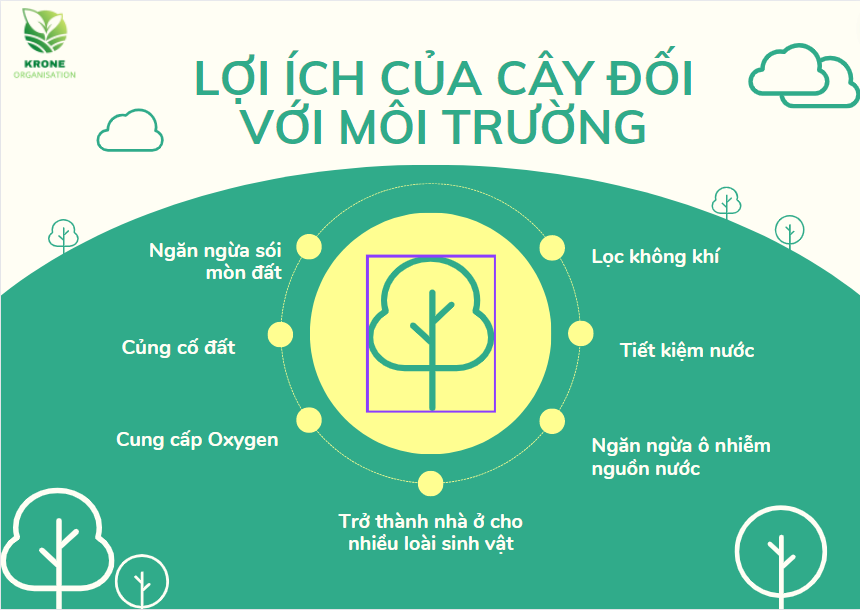 KRONE
ORGANISATION
LỢI ÍCH CỦA CÂY ĐỐI
VỚI MÔI TRƯỜNG
Ngăn ngừa sói
mòn đất
Củng cố đất
Cung cấp Oxygen
Trở thành nhà ở cho
nhiều loài sinh vật
Lọc không khí
Tiết kiệm nước
Ngăn ngừa ô nhiễm
nguồn nước